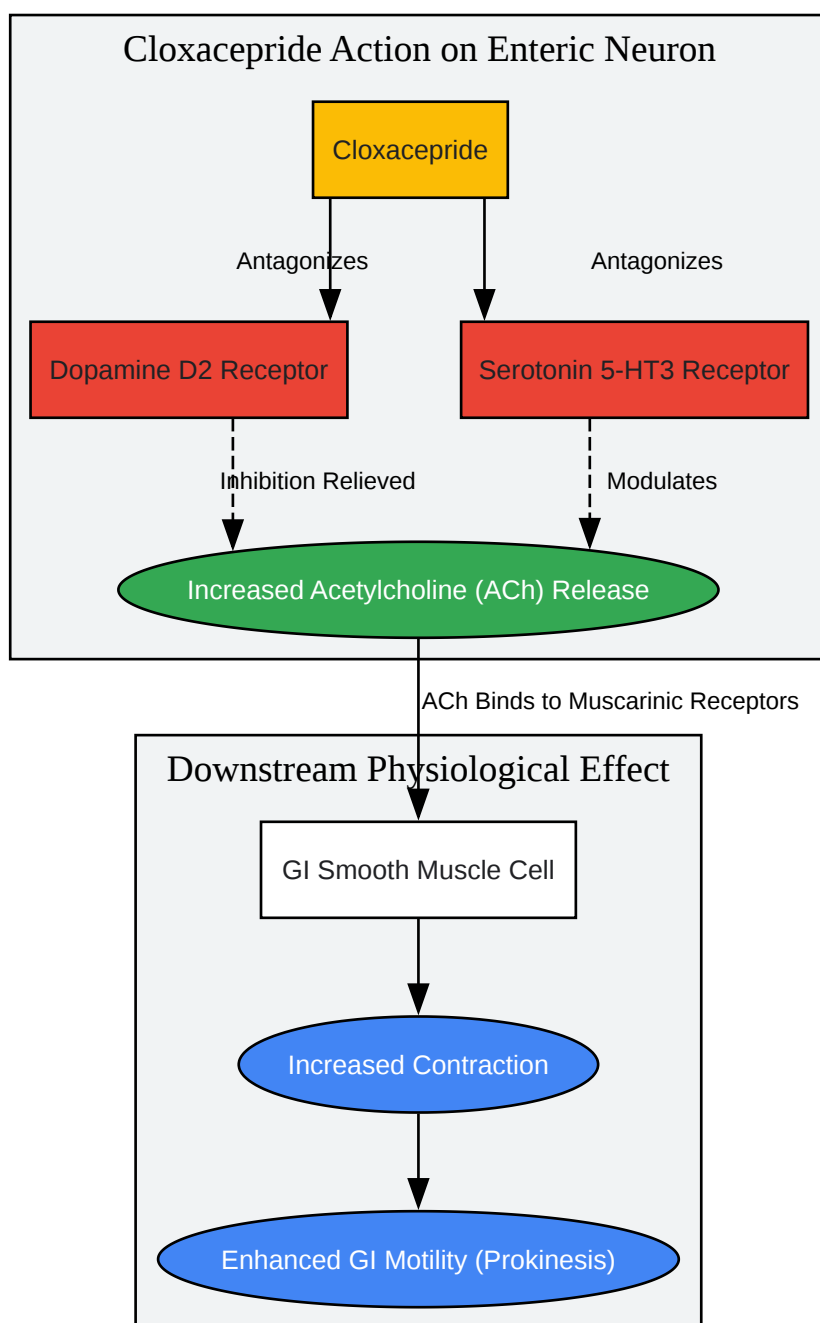 Cloxacepride Action on Enteric Neuron
Cloxacepride
Antagonizes
Antagonizes
Dopamine D2 Receptor
Serotonin 5-HT3 Receptor
Inhibition Relieved
Modulates
Increased Acetylcholine (ACh) Release
ACh Binds to Muscarinic Receptors
Downstream Physiological Effect
GI Smooth Muscle Cell
Increased Contraction
Enhanced GI Motility (Prokinesis)